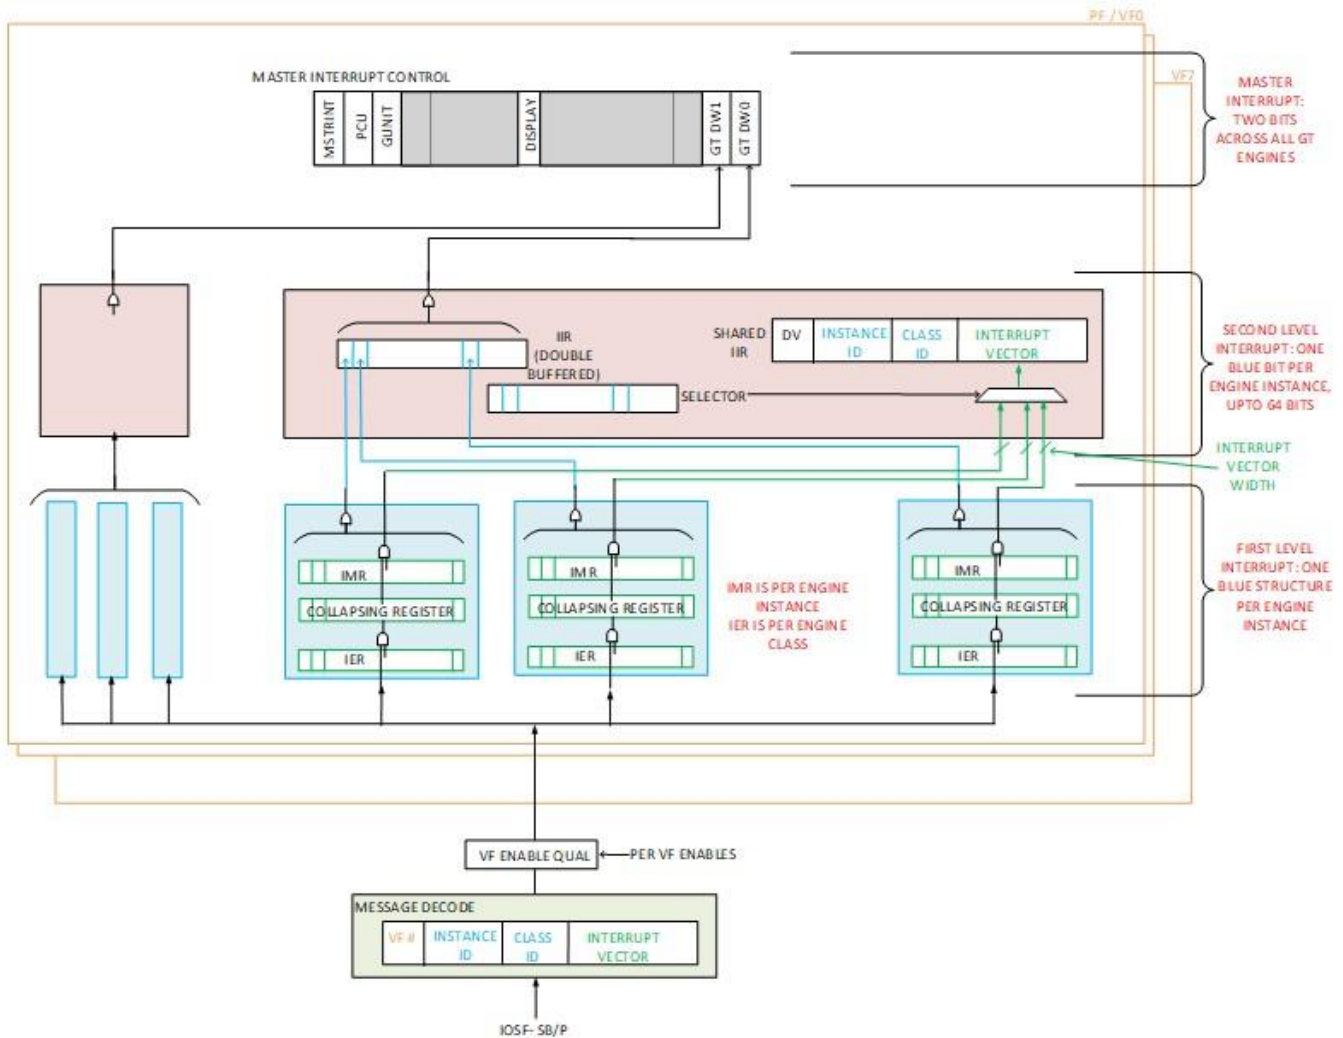 PF / VF0
VF7
MASTER INTERRUPT CONTROL
MSTRINT
PCU
GUNIT
DISPLAY
GT DW1
GT DW0
MASTER
INTERRUPT:
TWO BITS
ACROSS ALL GT
ENGINES
IIR
(DOUBLE
BUFFERED)
SHARED
IIR
DV
INSTANCE
ID
CLASS
ID
INTERRUPT
VECTOR
SELECTOR
SECOND LEVEL
INTERRUPT: ONE
BLUE BIT PER
ENGINE INSTANCE,
UPTO 64 BITS
INTERRUPT
VECTOR
WIDTH
IMR
COLLAPSING REGISTER
IER
IMR
COLLAPSING REGISTER
IER
IMR IS PER ENGINE
INSTANCE
IER IS PER ENGINE
CLASS
IMR
COLLAPSING REGISTER
IER
FIRST LEVEL
INTERRUPT: ONE
BLUE STRUCTURE
PER ENGINE
INSTANCE
VF ENABLE QUAL
PER VF ENABLES
MESSAGE DECODE
VF #
INSTANCE
ID
CLASS
ID
INTERRUPT
VECTOR
IOSF- SB/P